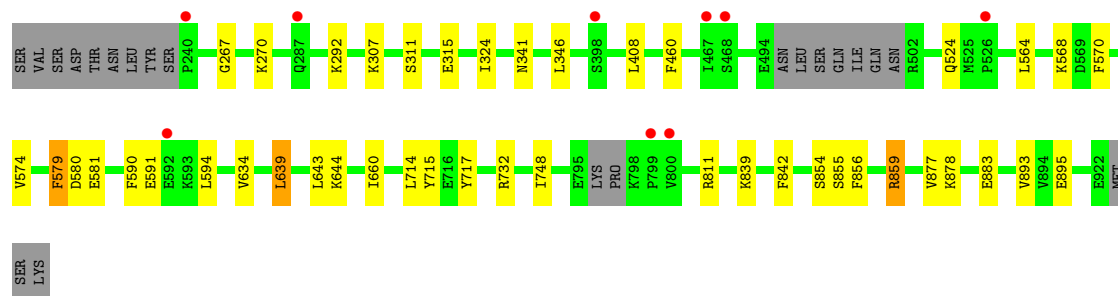 SER VAL SER ASP THR ASN LEU TYR SER P240 G267 K270 Q287 K292 K307 S311 E315 I324 N341 L346 S398 L408 F460 I467 S468 E494 ASN LEU SER GLN ILE GLN ASN R502 Q524 M525 P526 L564 K568 D569 F570
V574 F579 D580 E581 F590 E591 E592 K593 L594 V634 L639 L643 K644 I660 L714 Y715 E716 Y717 R732 I748 E795 LYS PRO K798 P799 V800 R811 K839 F842 S854 S855 F856 R859 V877 K878 E883 V893 V894 E895 E922 MET
SER LYS